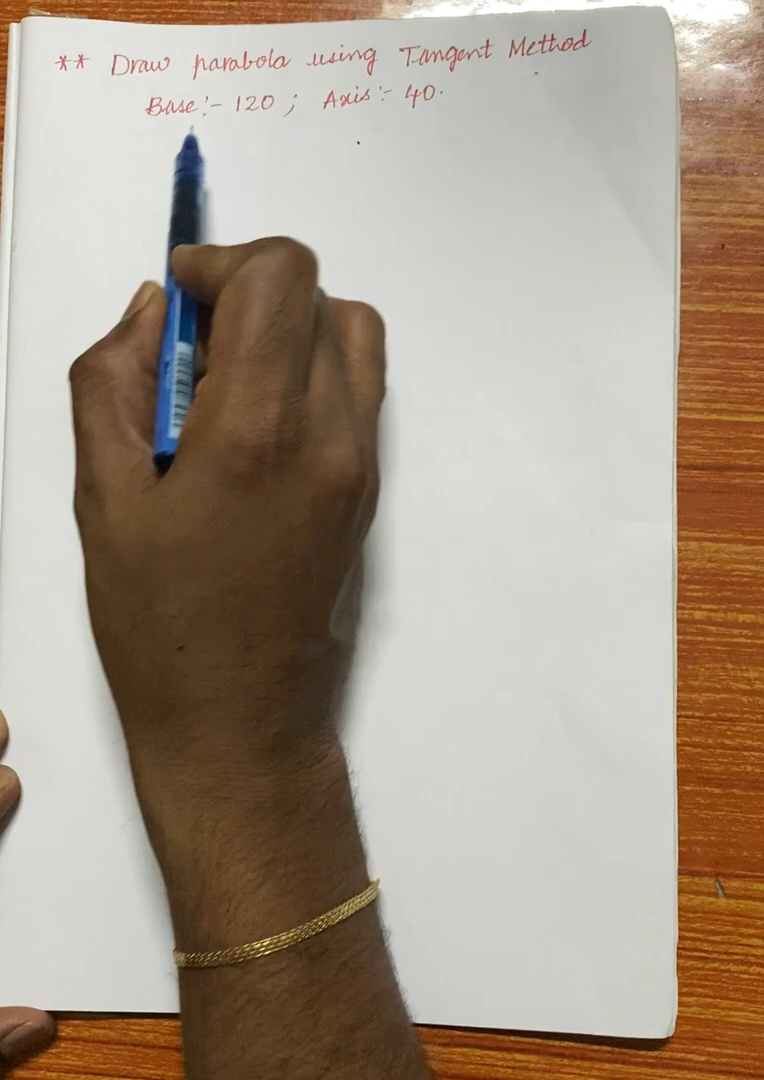 ** Draw parabola using Tangent Method
Base:- 120 ; Axis:- 40.